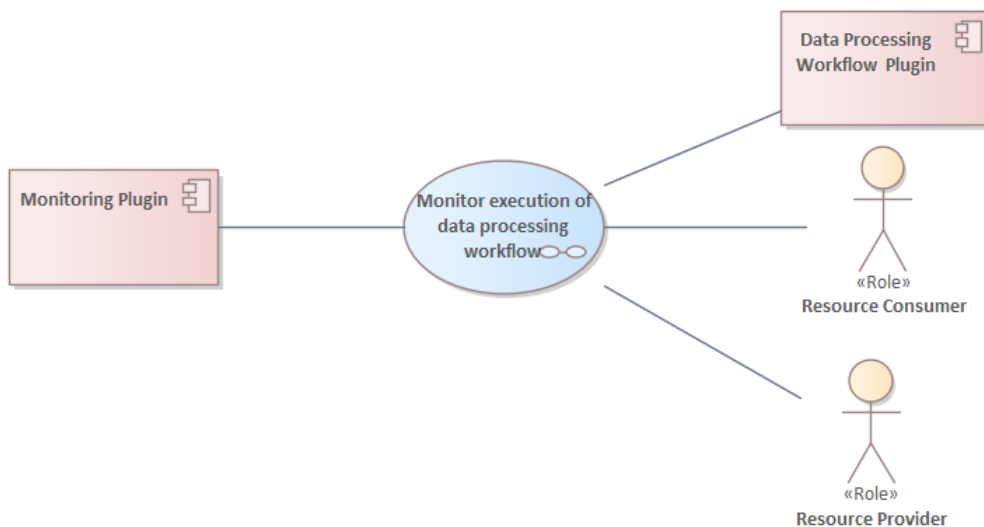 Data Processing
Workflow Plugin
Monitoring Plugin
Monitor execution of
data processing
workflow
«Role»
Resource Consumer
«Role»
Resource Provider